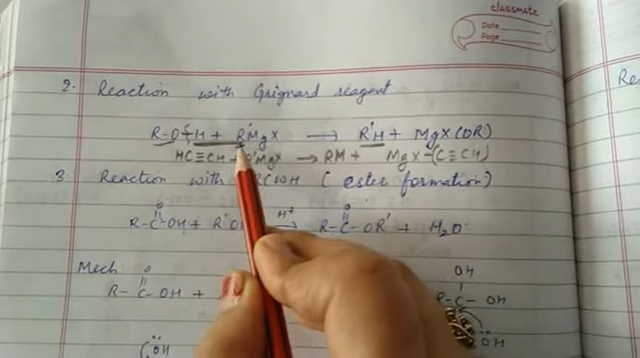 classmate
Date
Page
2. Reaction with Grignard reagent
R-O-H + R'MgX → R'H + MgX(OR)
HC≡CH + R'MgX → RH + MgX-(C≡CH)
3 Reaction with RCOOH (ester formation)
O
R-C-OH + R'OH H+ → R-C-OR' + H2O
Mech
O
R-C-OH +
OH
R-C-OH
:OH
Re